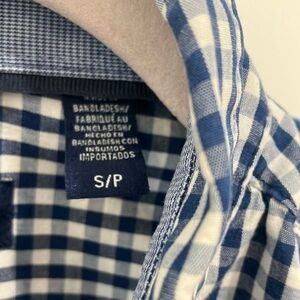 BANGLADESH/
FABRIQUÉ AU
BANGLADESH/
HECHO EN
BANGLADESH CON
INSUMOS
IMPORTADOS
S/P